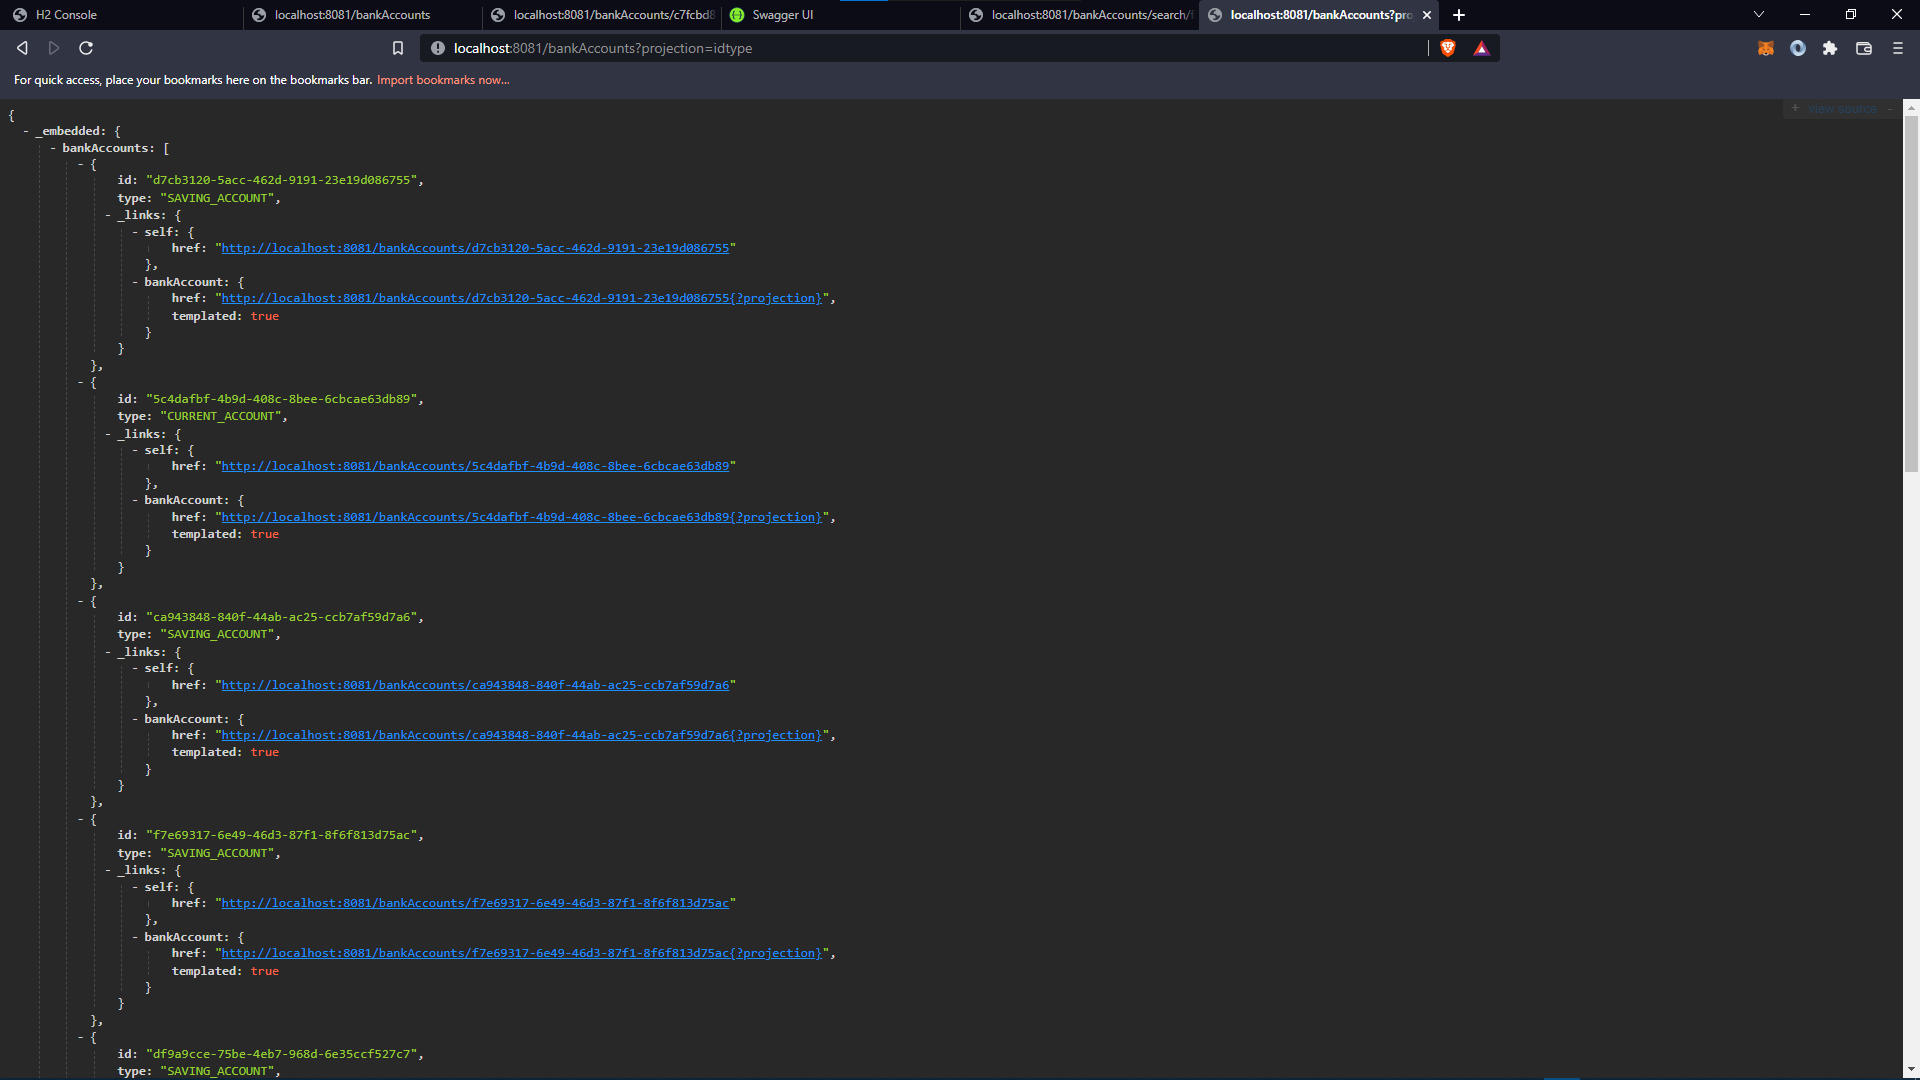 H2 Console
localhost:8081/bankAccounts
localhost:8081/bankAccounts/c7fcbd8
Swagger UI
localhost:8081/bankAccounts/search/f
localhost:8081/bankAccounts?pro
localhost:8081/bankAccounts?projection=idtype
For quick access, place your bookmarks here on the bookmarks bar. Import bookmarks now...
+ view source -
{
- _embedded: {
- bankAccounts: [
- {
id: "d7cb3120-5acc-462d-9191-23e19d086755",
type: "SAVING_ACCOUNT",
- _links: {
- self: {
href: "http://localhost:8081/bankAccounts/d7cb3120-5acc-462d-9191-23e19d086755"
},
- bankAccount: {
href: "http://localhost:8081/bankAccounts/d7cb3120-5acc-462d-9191-23e19d086755{?projection}",
templated: true
}
}
},
- {
id: "5c4dafbf-4b9d-408c-8bee-6cbcae63db89",
type: "CURRENT_ACCOUNT",
- _links: {
- self: {
href: "http://localhost:8081/bankAccounts/5c4dafbf-4b9d-408c-8bee-6cbcae63db89"
},
- bankAccount: {
href: "http://localhost:8081/bankAccounts/5c4dafbf-4b9d-408c-8bee-6cbcae63db89{?projection}",
templated: true
}
}
},
- {
id: "ca943848-840f-44ab-ac25-ccb7af59d7a6",
type: "SAVING_ACCOUNT",
- _links: {
- self: {
href: "http://localhost:8081/bankAccounts/ca943848-840f-44ab-ac25-ccb7af59d7a6"
},
- bankAccount: {
href: "http://localhost:8081/bankAccounts/ca943848-840f-44ab-ac25-ccb7af59d7a6{?projection}",
templated: true
}
}
},
- {
id: "f7e69317-6e49-46d3-87f1-8f6f813d75ac",
type: "SAVING_ACCOUNT",
- _links: {
- self: {
href: "http://localhost:8081/bankAccounts/f7e69317-6e49-46d3-87f1-8f6f813d75ac"
},
- bankAccount: {
href: "http://localhost:8081/bankAccounts/f7e69317-6e49-46d3-87f1-8f6f813d75ac{?projection}",
templated: true
}
}
},
- {
id: "df9a9cce-75be-4eb7-968d-6e35ccf527c7",
type: "SAVING_ACCOUNT",